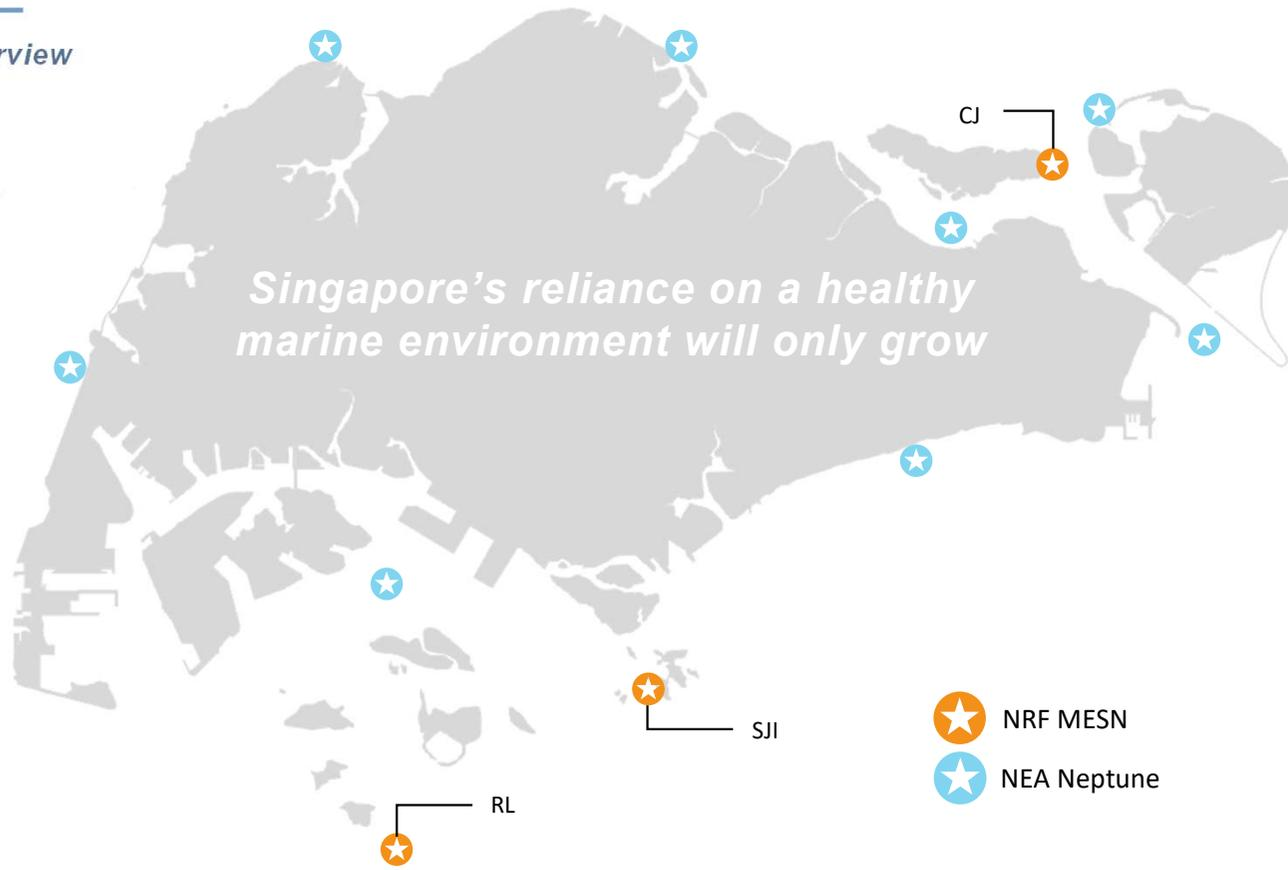 rview
CJ
Singapore’s reliance on a healthy
marine environment will only grow
SJI
NRF MESN
NEA Neptune
RL